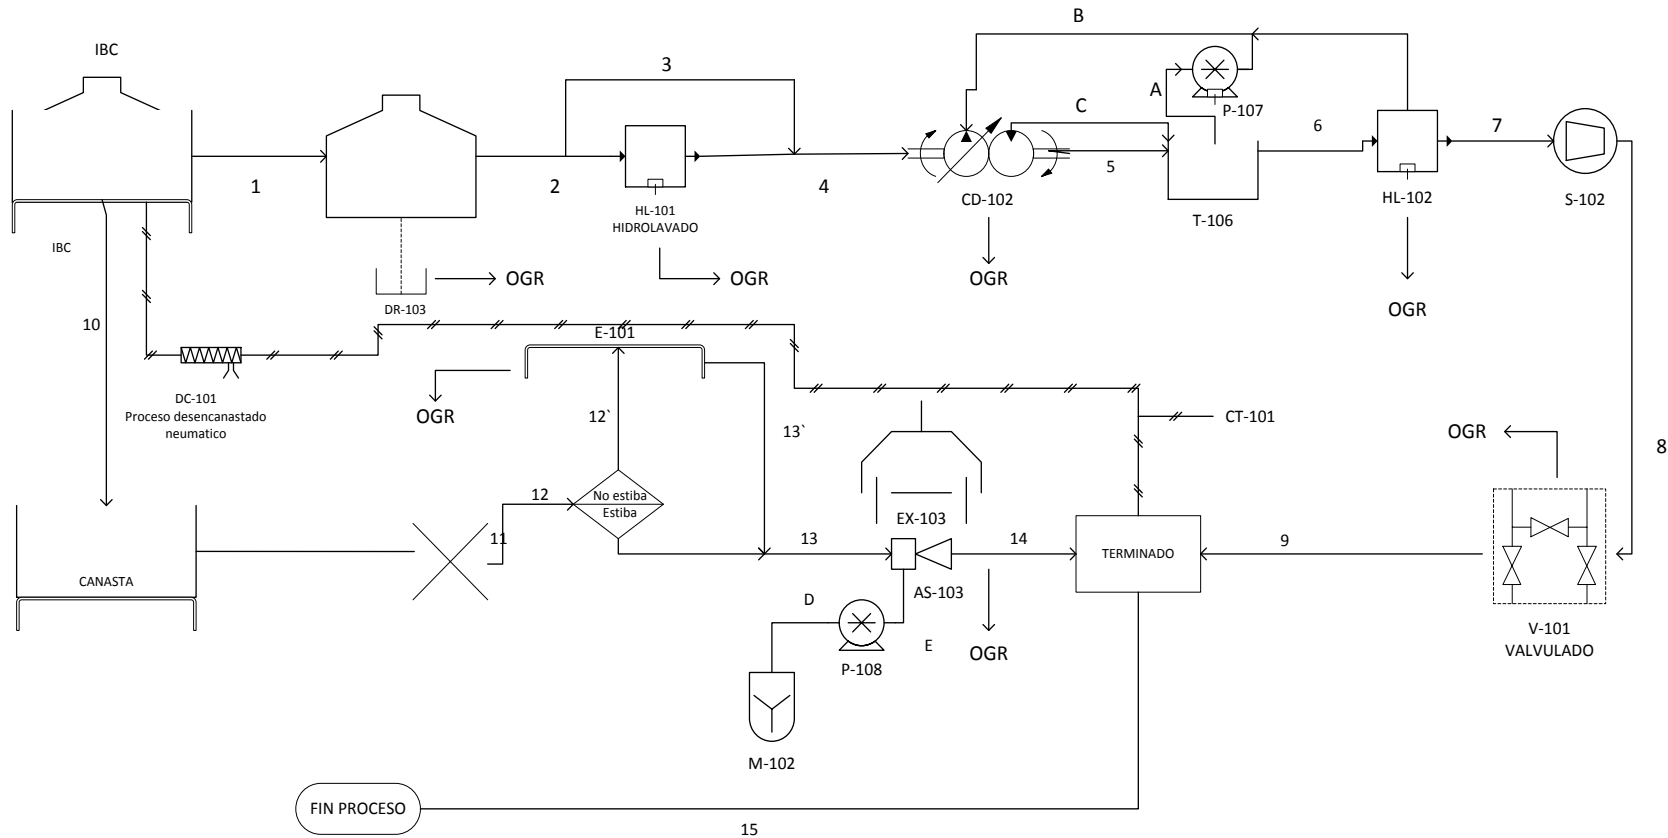 B
IBC
3
A
P-107
C
6
7
1
2
HL-101
HIDROLAVADO
4
CD-102
5
T-106
HL-102
S-102
IBC
OGR
OGR
OGR
OGR
DR-103
10
E-101
DC-101
Proceso desencanastado
neumatico
OGR
12`
13`
CT-101
OGR
8
No estiba
Estiba
12
11
13
EX-103
14
TERMINADO
9
CANASTA
AS-103
D
E
OGR
P-108
V-101
VALVULADO
M-102
FIN PROCESO
15